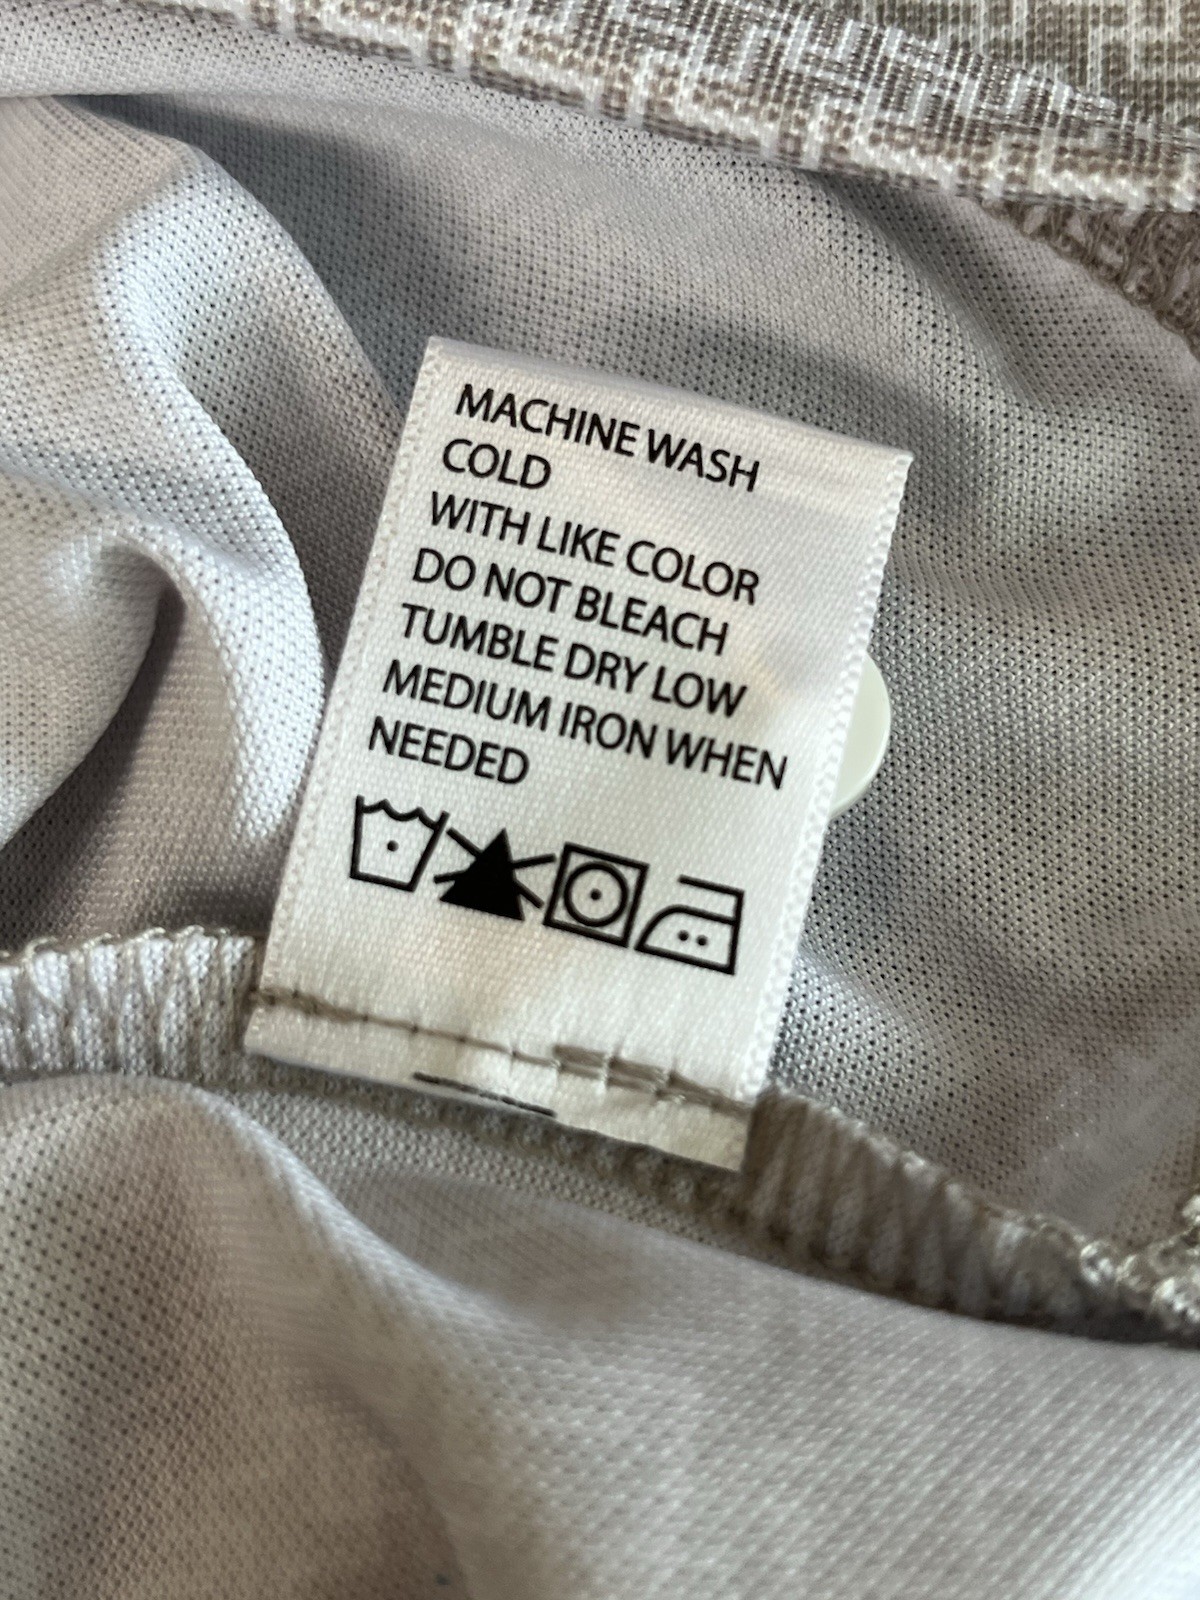 MACHINE WASH
COLD
WITH LIKE COLOR
DO NOT BLEACH
TUMBLE DRY LOW
MEDIUM IRON WHEN
NEEDED